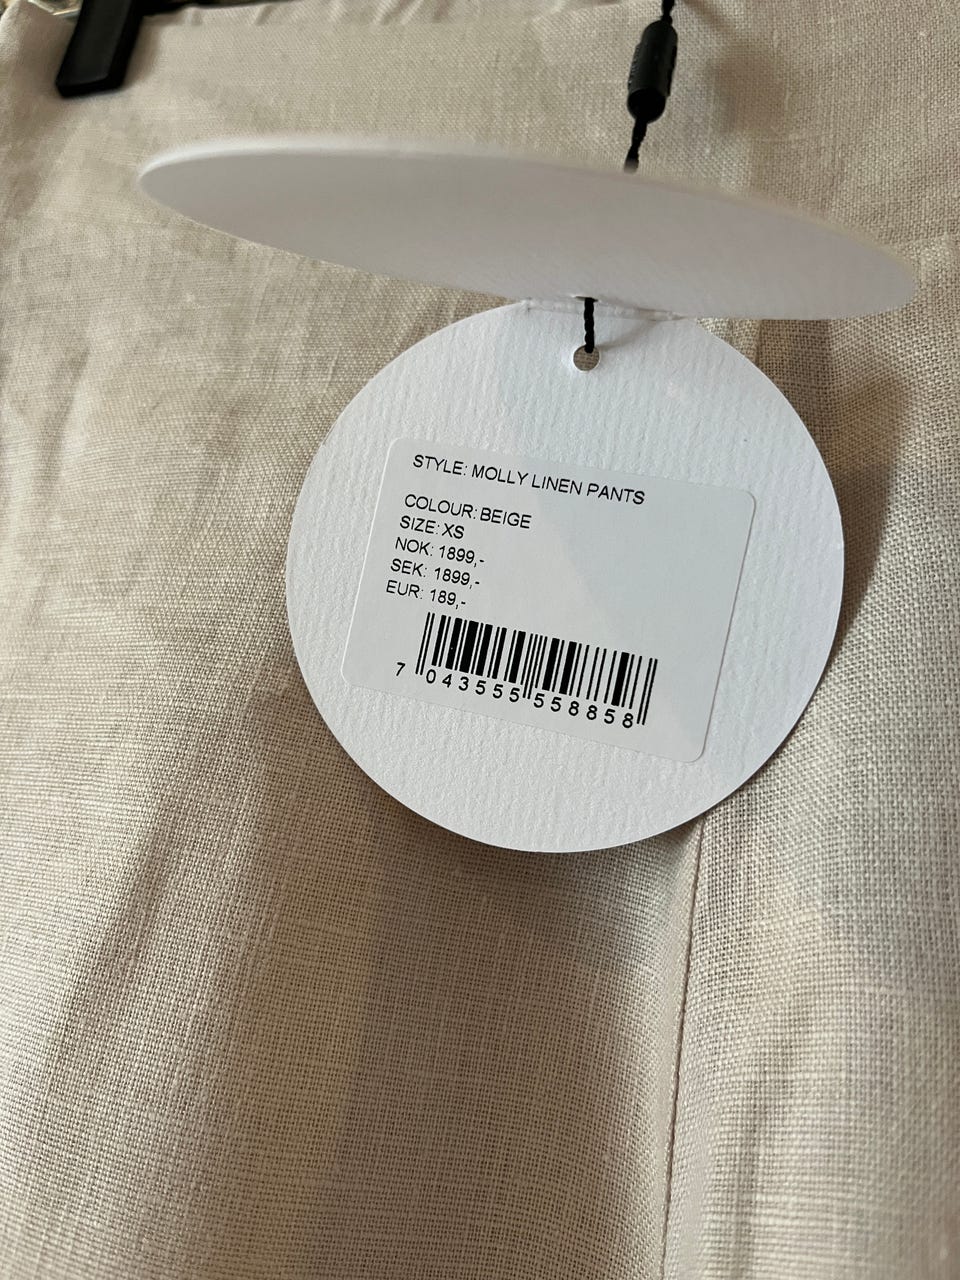 STYLE: MOLLY LINEN PANTS
COLOUR: BEIGE
SIZE: XS
NOK: 1899,-
SEK: 1899,-
EUR: 189,-
7 043555 558858